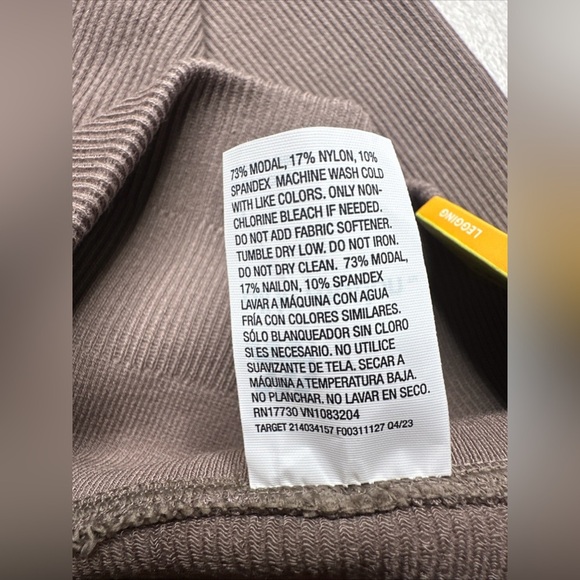 73% MODAL, 17% NYLON, 10%
SPANDEX MACHINE WASH COLD
WITH LIKE COLORS. ONLY NON-
CHLORINE BLEACH IF NEEDED.
DO NOT ADD FABRIC SOFTENER.
TUMBLE DRY LOW. DO NOT IRON.
DO NOT DRY CLEAN. 73% MODAL,
17% NAILON, 10% SPANDEX
LAVAR A MÁQUINA CON AGUA
FRÍA CON COLORES SIMILARES.
SÓLO BLANQUEADOR SIN CLORO
SI ES NECESARIO. NO UTILICE
SUAVIZANTE DE TELA. SECAR A
MÁQUINA A TEMPERATURA BAJA.
NO PLANCHAR. NO LAVAR EN SECO.
RN17730 VN1083204
TARGET 214034157 F00311127 Q4/23
LEGGING